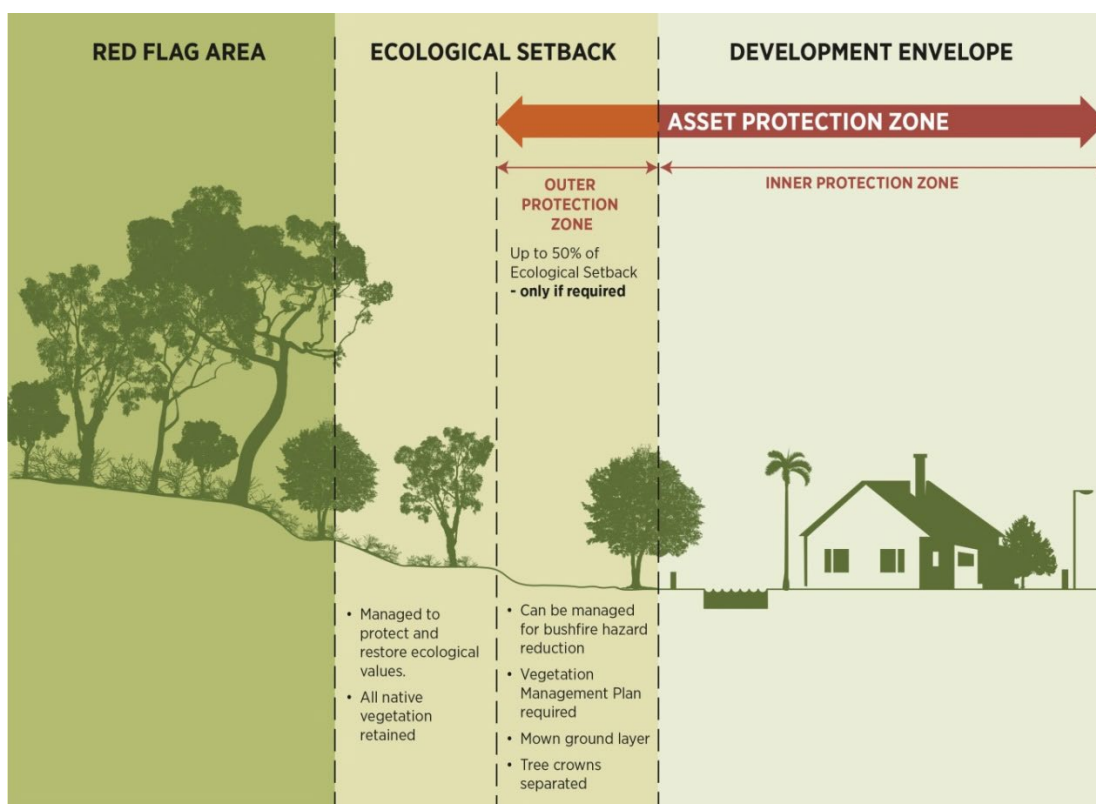 RED FLAG AREA
ECOLOGICAL SETBACK
DEVELOPMENT ENVELOPE
ASSET PROTECTION ZONE
OUTER
PROTECTION
ZONE
INNER PROTECTION ZONE
Up to 50% of
Ecological Setback
- only if required
• Managed to
protect and
restore ecological
values.
• All native
vegetation
retained
• Can be managed
for bushfire hazard
reduction
• Vegetation
Management Plan
required
• Mown ground layer
• Tree crowns
separated